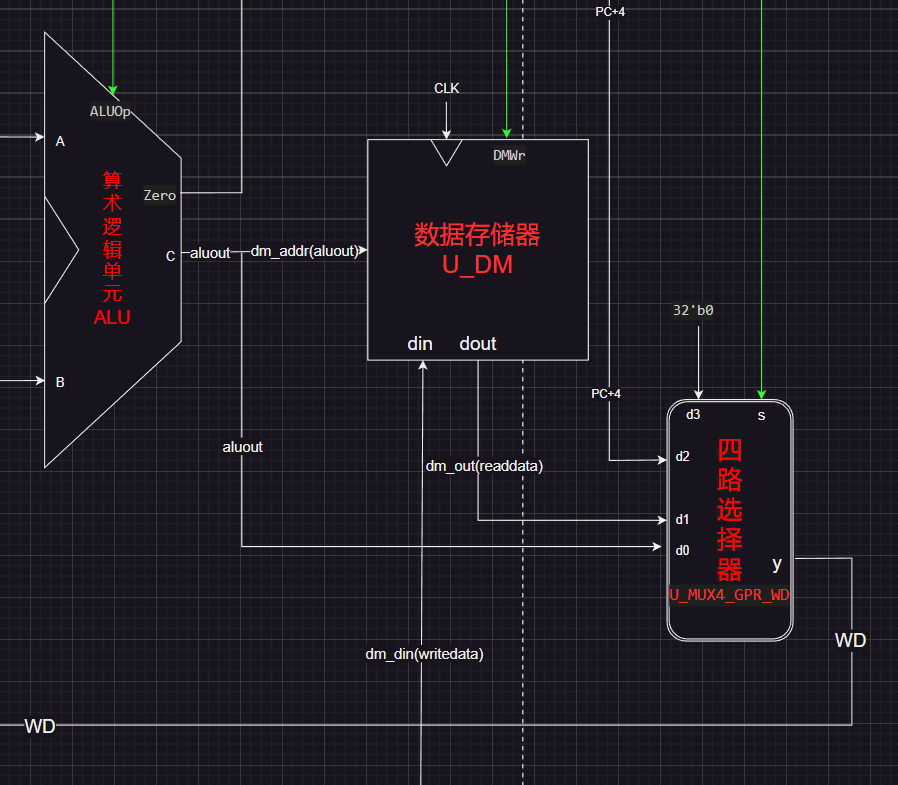 PC+4
CLK
ALUOp
A
DMWr
算
术
逻
辑
单
元
ALU
Zero
C
aluout
dm_addr(aluout)
数据存储器
U_DM
din
dout
32'b0
B
PC+4
d3
s
aluout
d2
四
路
选
择
器
dm_out(readdata)
d1
d0
y
U_MUX4_GPR_WD
WD
dm_din(writedata)
WD